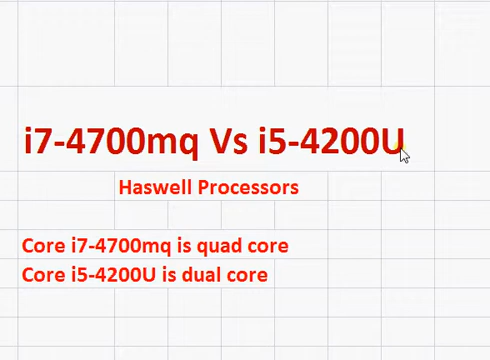 i7-4700mq Vs i5-4200U
Haswell Processors
Core i7-4700mq is quad core
Core i5-4200U is dual core